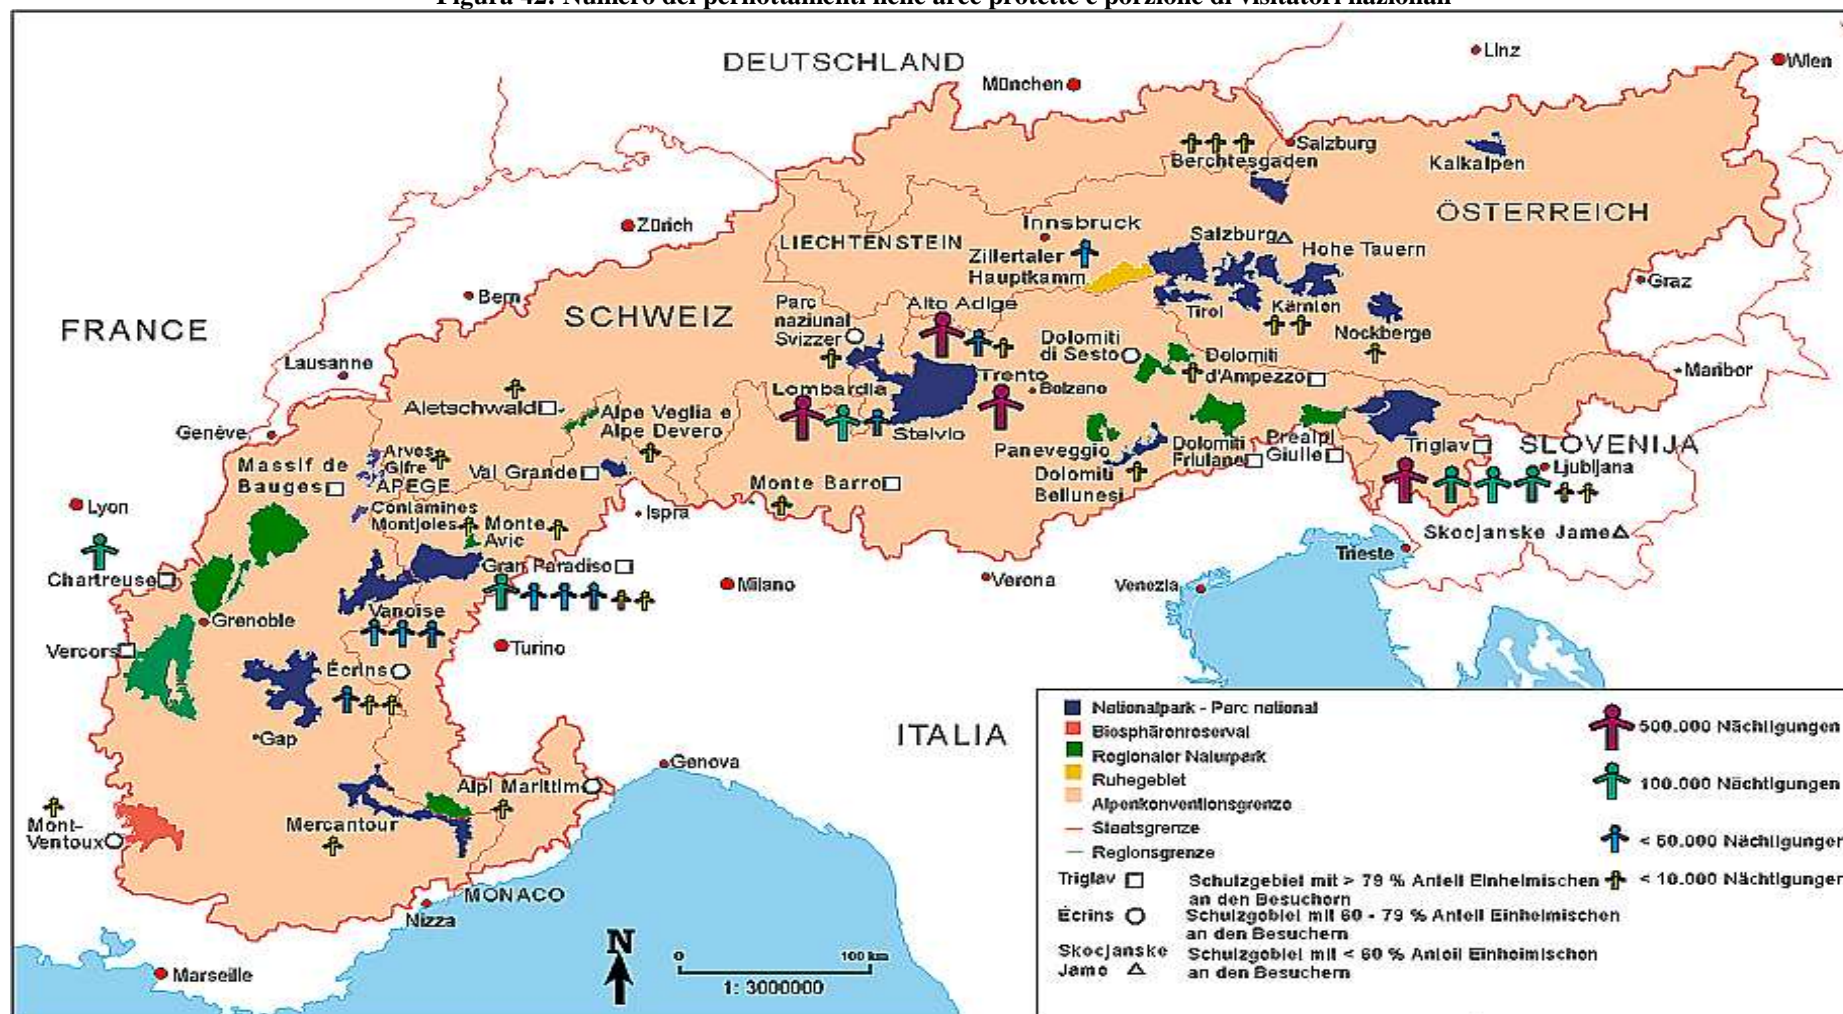 Figura 42: Numero dei pernottamenti nelle aree protette e porzione di visitatori nazionali
DEUTSCHLAND
München
Linz
Wien
Salzburg
Berchtesgaden
Kalkalpen
Zürich
Innsbruck
ÖSTERREICH
LIECHTENSTEIN
Zillertaler
Hauptkamm
Salzburg
Hohe Tauern
Graz
Bern
SCHWEIZ
Parc
naziunal
Svizzer
Alto Adige
Tirol
Kärnten
Nockberge
FRANCE
Lausanne
Dolomiti
di Sesto
Dolomiti
d'Ampezzo
Maribor
Lombardia
Trento
Bolzano
Aletschwald
Alpe Veglia e
Alpe Devero
Stelvio
Genève
Arves
Gifre
APEGE
Massif de
Bauges
Val Grande
Paneveggio
Dolomiti
Bellunesi
Dolomiti
Friulane
Prealpi
Giulie
Triglav
SLOVENIJA
Ljubljana
Monte Barro
Lyon
Contamines
Montjoies
Monte
Avic
Ispra
Skocjanske Jame
Trieste
Chartreuse
Gran Paradiso
Milano
Verona
Venezia
Grenoble
Vanoise
Vercors
Turino
Écrins
Gap
ITALIA
Genova
Alpi Marittime
Mont-
Ventoux
Mercantour
MONACO
Nizza
Marseille
N
0 100 km
1: 3000000
Nationalpark - Parc national
Biosphäronreserval
Regionaler Naturpark
Ruhegebiet
Alpenkonventionsgrenze
Staatsgrenze
Regionsgrenze
Triglav
Schutzgebiet mit > 79 % Anteil Einheimischen
an den Besuchern
Écrins
Schutzgebiet mit 60 - 79 % Anteil Einheimischen
an den Besuchern
Skocjanske
Jame
Schutzgebiet mit < 60 % Anteil Einheimischen
an den Besuchern
500.000 Nächtigungen
100.000 Nächtigungen
< 50.000 Nächtigungen
< 10.000 Nächtigungen